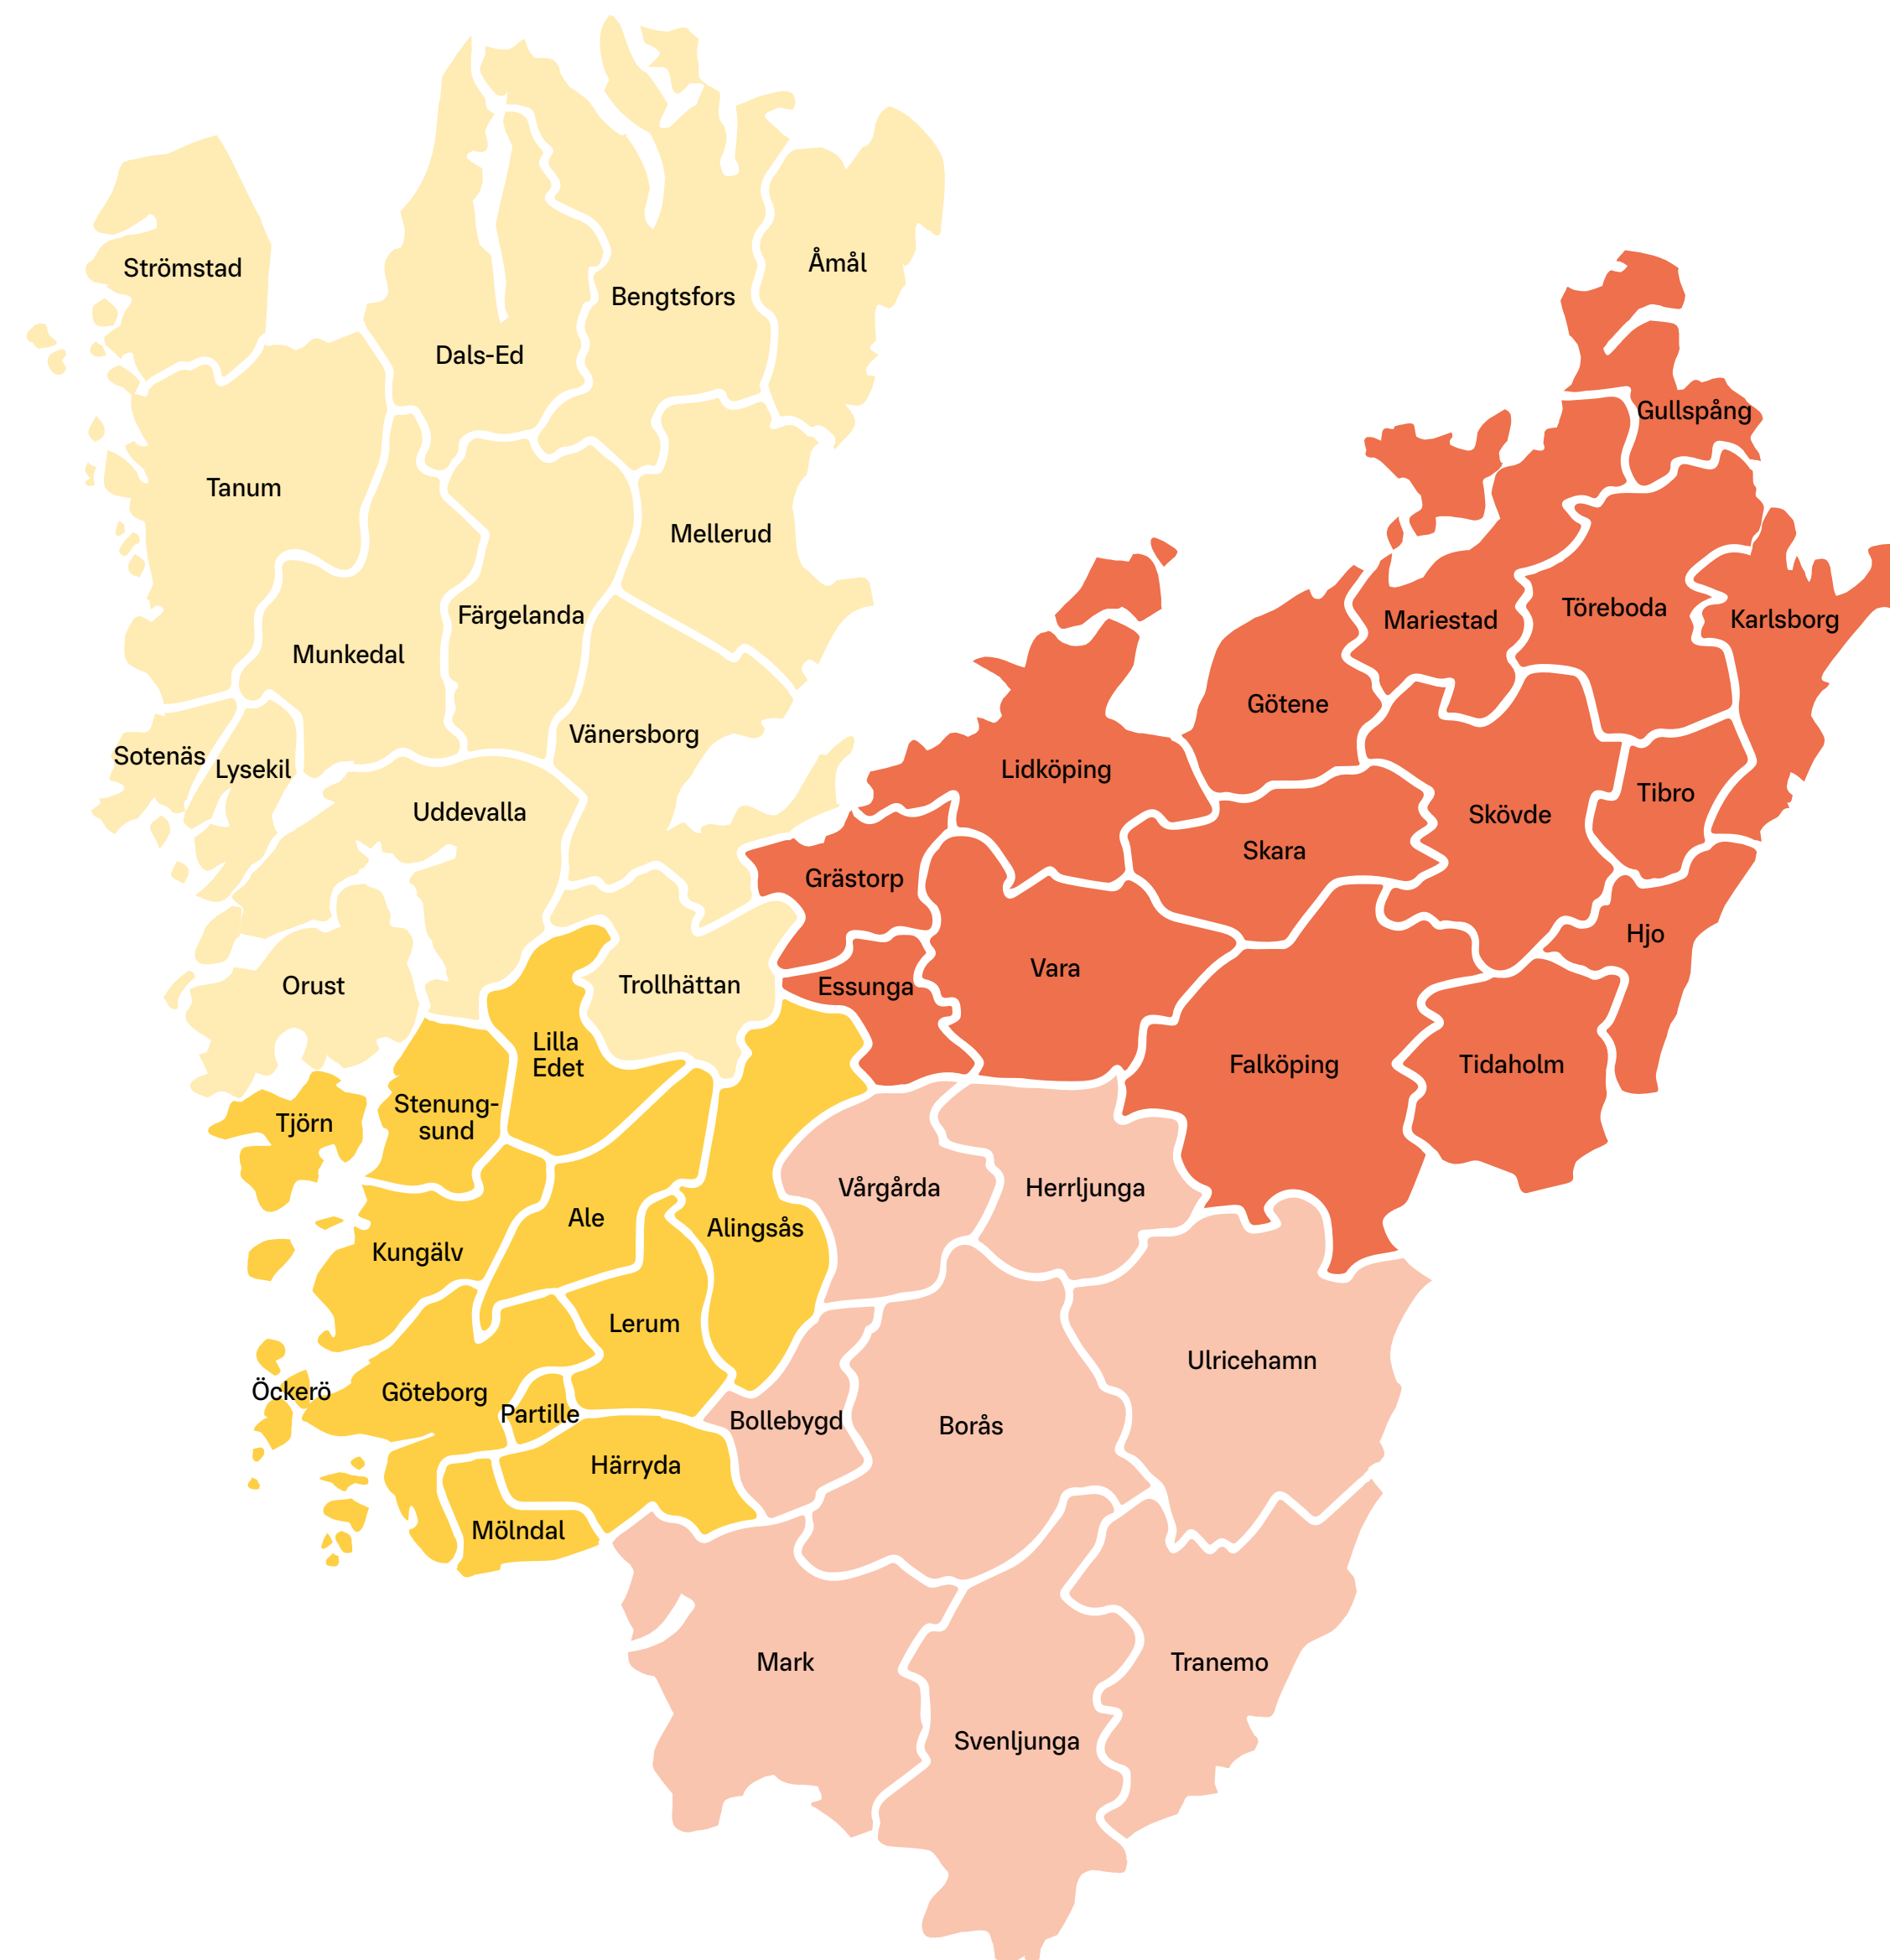 Åmål
Strömstad
Bengtsfors
Dals-Ed
Gullspång
Tanum
Mellerud
Töreboda
Färgelanda
Mariestad
Karlsborg
Munkedal
Götene
Vänersborg
Sotenäs
Lysekil
Lidköping
Tibro
Uddevalla
Skövde
Skara
Grästorp
Hjo
Vara
Orust
Trollhättan
Essunga
Lilla
Edet
Falköping
Tidaholm
Stenung-
sund
Tjörn
Vårgårda
Herrljunga
Ale
Alingsås
Kungälv
Lerum
Ulricehamn
Öckerö
Göteborg
Partille
Bollebygd
Borås
Härryda
Mölndal
Mark
Tranemo
Svenljunga